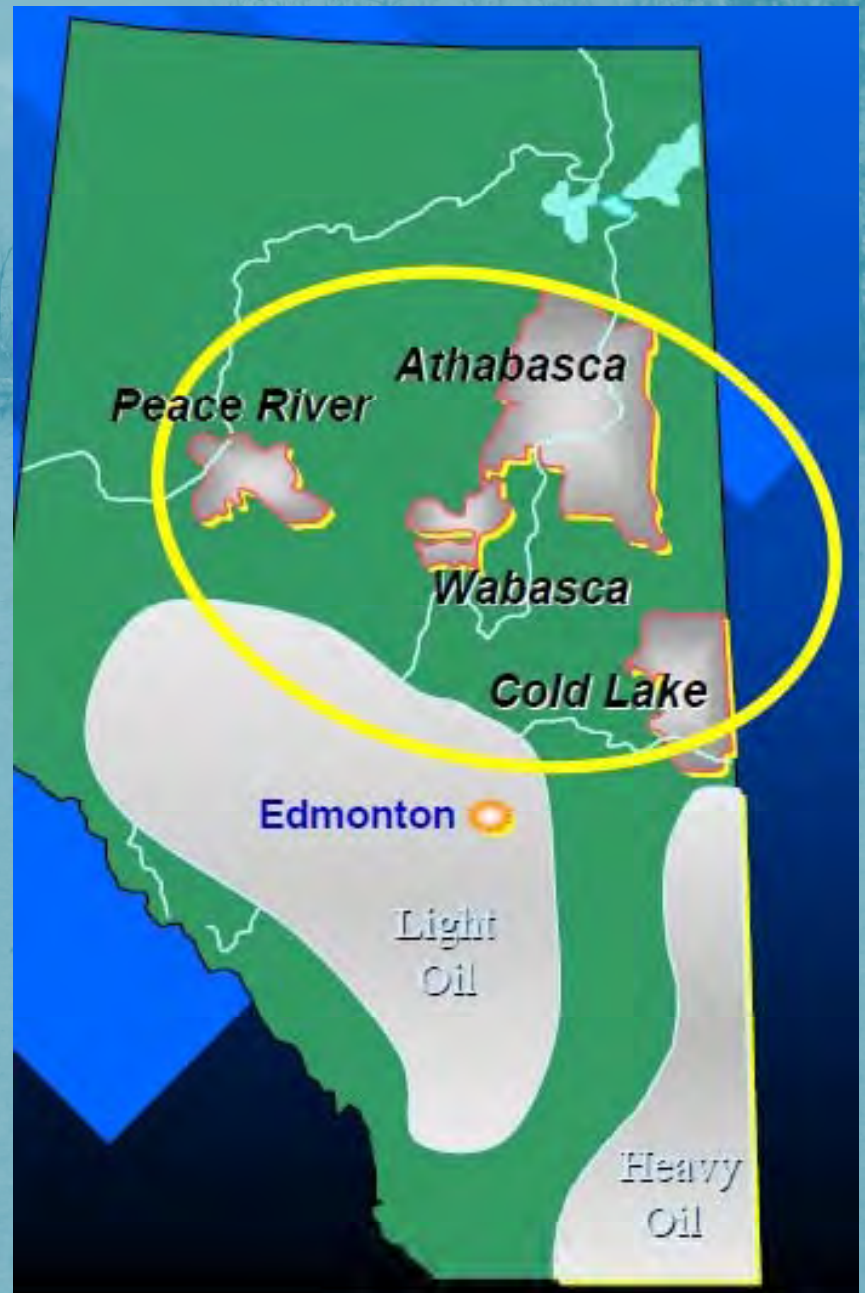 Athabasca
Peace River
Wabasca
Cold Lake
Edmonton
Light
Oil
Heavy
Oil